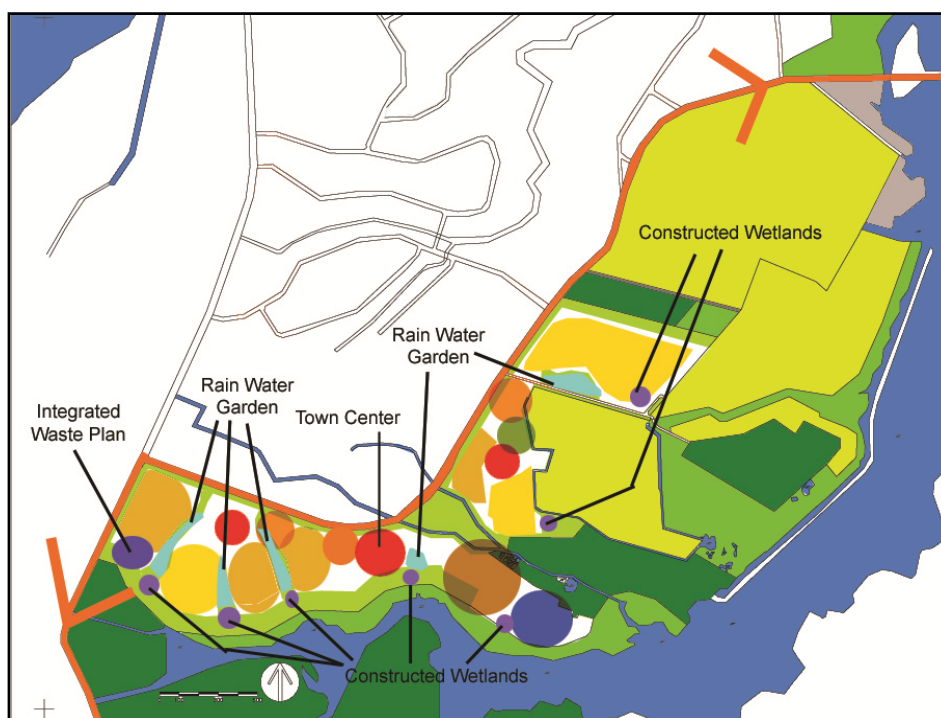 Constructed Wetlands
Rain Water
Garden
Rain Water
Garden
Town Center
Integrated
Waste Plan
Constructed Wetlands